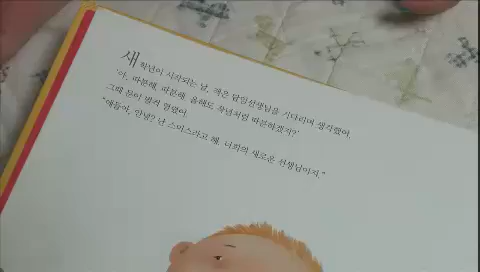 새 학년이 시작되는 날, 잭은 담임선생님을 기다리며 생각했어.
'아, 따분해, 따분해. 올해도 작년처럼 따분하겠지?'
그때 문이 벌컥 열렸어.
"얘들아, 안녕? 난 스미스라고 해. 너희의 새로운 선생님이지."